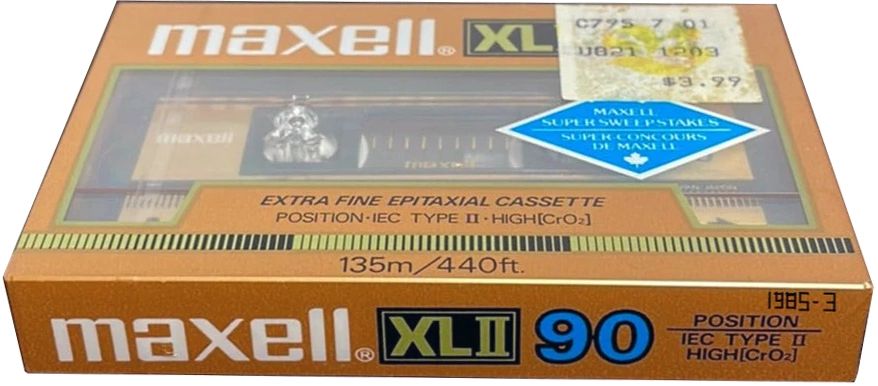 maxell® XL
C795 7 01
U821 1203
$3.99
MAXELL
SUPER SWEEPSTAKES
SUPER-CONCOURS
DE MAXELL
maxell
maxell
EXTRA FINE EPITAXIAL CASSETTE
POSITION·IEC TYPE II·HIGH[CrO₂]
135m/440ft.
1985-3
maxell® XLII 90
POSITION
IEC TYPE II
HIGH[CrO₂]